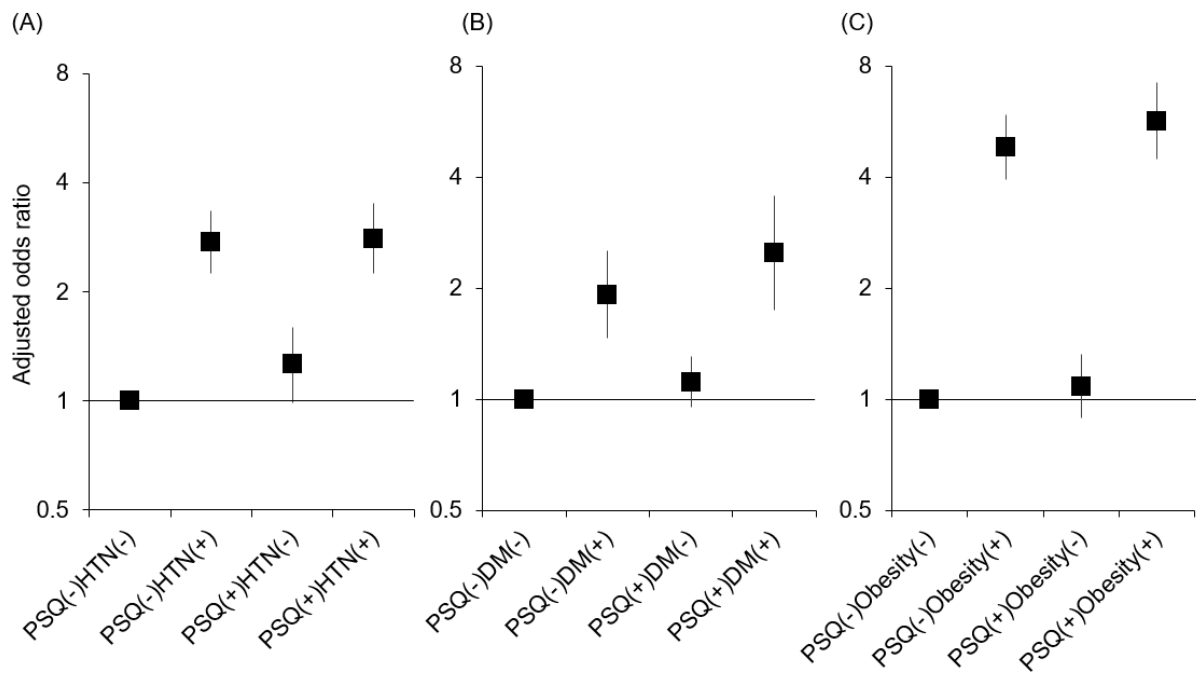 (A)
(B)
(C)
Adjusted odds ratio
8
4
2
1
0.5
PSQ(-)HTN(-)
PSQ(-)HTN(+)
PSQ(+)HTN(-)
PSQ(+)HTN(+)
8
4
2
1
0.5
PSQ(-)DM(-)
PSQ(-)DM(+)
PSQ(+)DM(-)
PSQ(+)DM(+)
8
4
2
1
0.5
PSQ(-)Obesity(-)
PSQ(-)Obesity(+)
PSQ(+)Obesity(-)
PSQ(+)Obesity(+)